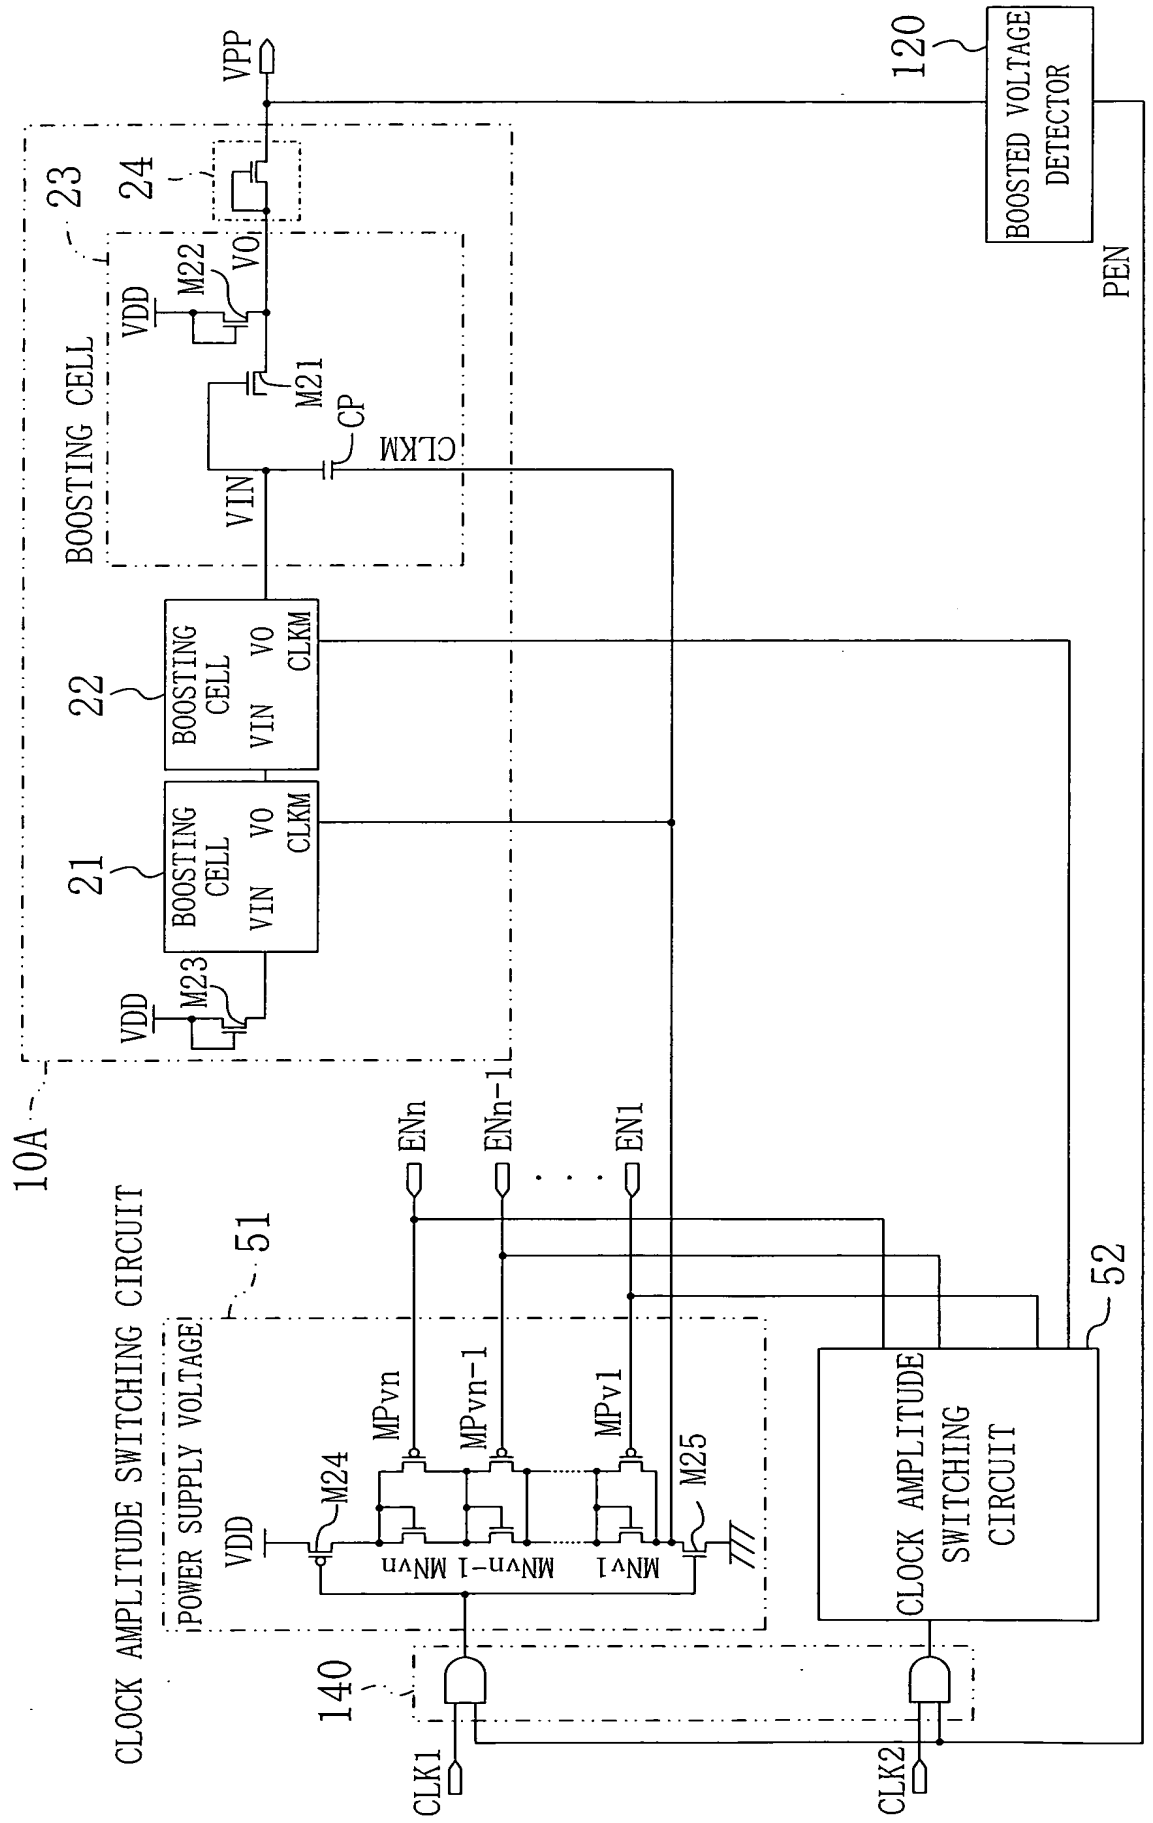 CLOCK AMPLITUDE SWITCHING CIRCUIT
10A
BOOSTING CELL
23
24
VPP
VDD
M23
21
BOOSTING
CELL
VIN
VO
CLKM
22
BOOSTING
CELL
VIN
VO
CLKM
VIN
CP
CLKM
M21
VDD
M22
VO
51
POWER SUPPLY VOLTAGE
VDD
M24
MPvn
MPvn-1
MPv1
MNvn
MNvn-1
MNv1
M25
ENn
ENn-1
. . .
EN1
140
CLK1
CLK2
CLOCK AMPLITUDE
SWITCHING
CIRCUIT
52
120
BOOSTED VOLTAGE
DETECTOR
PEN